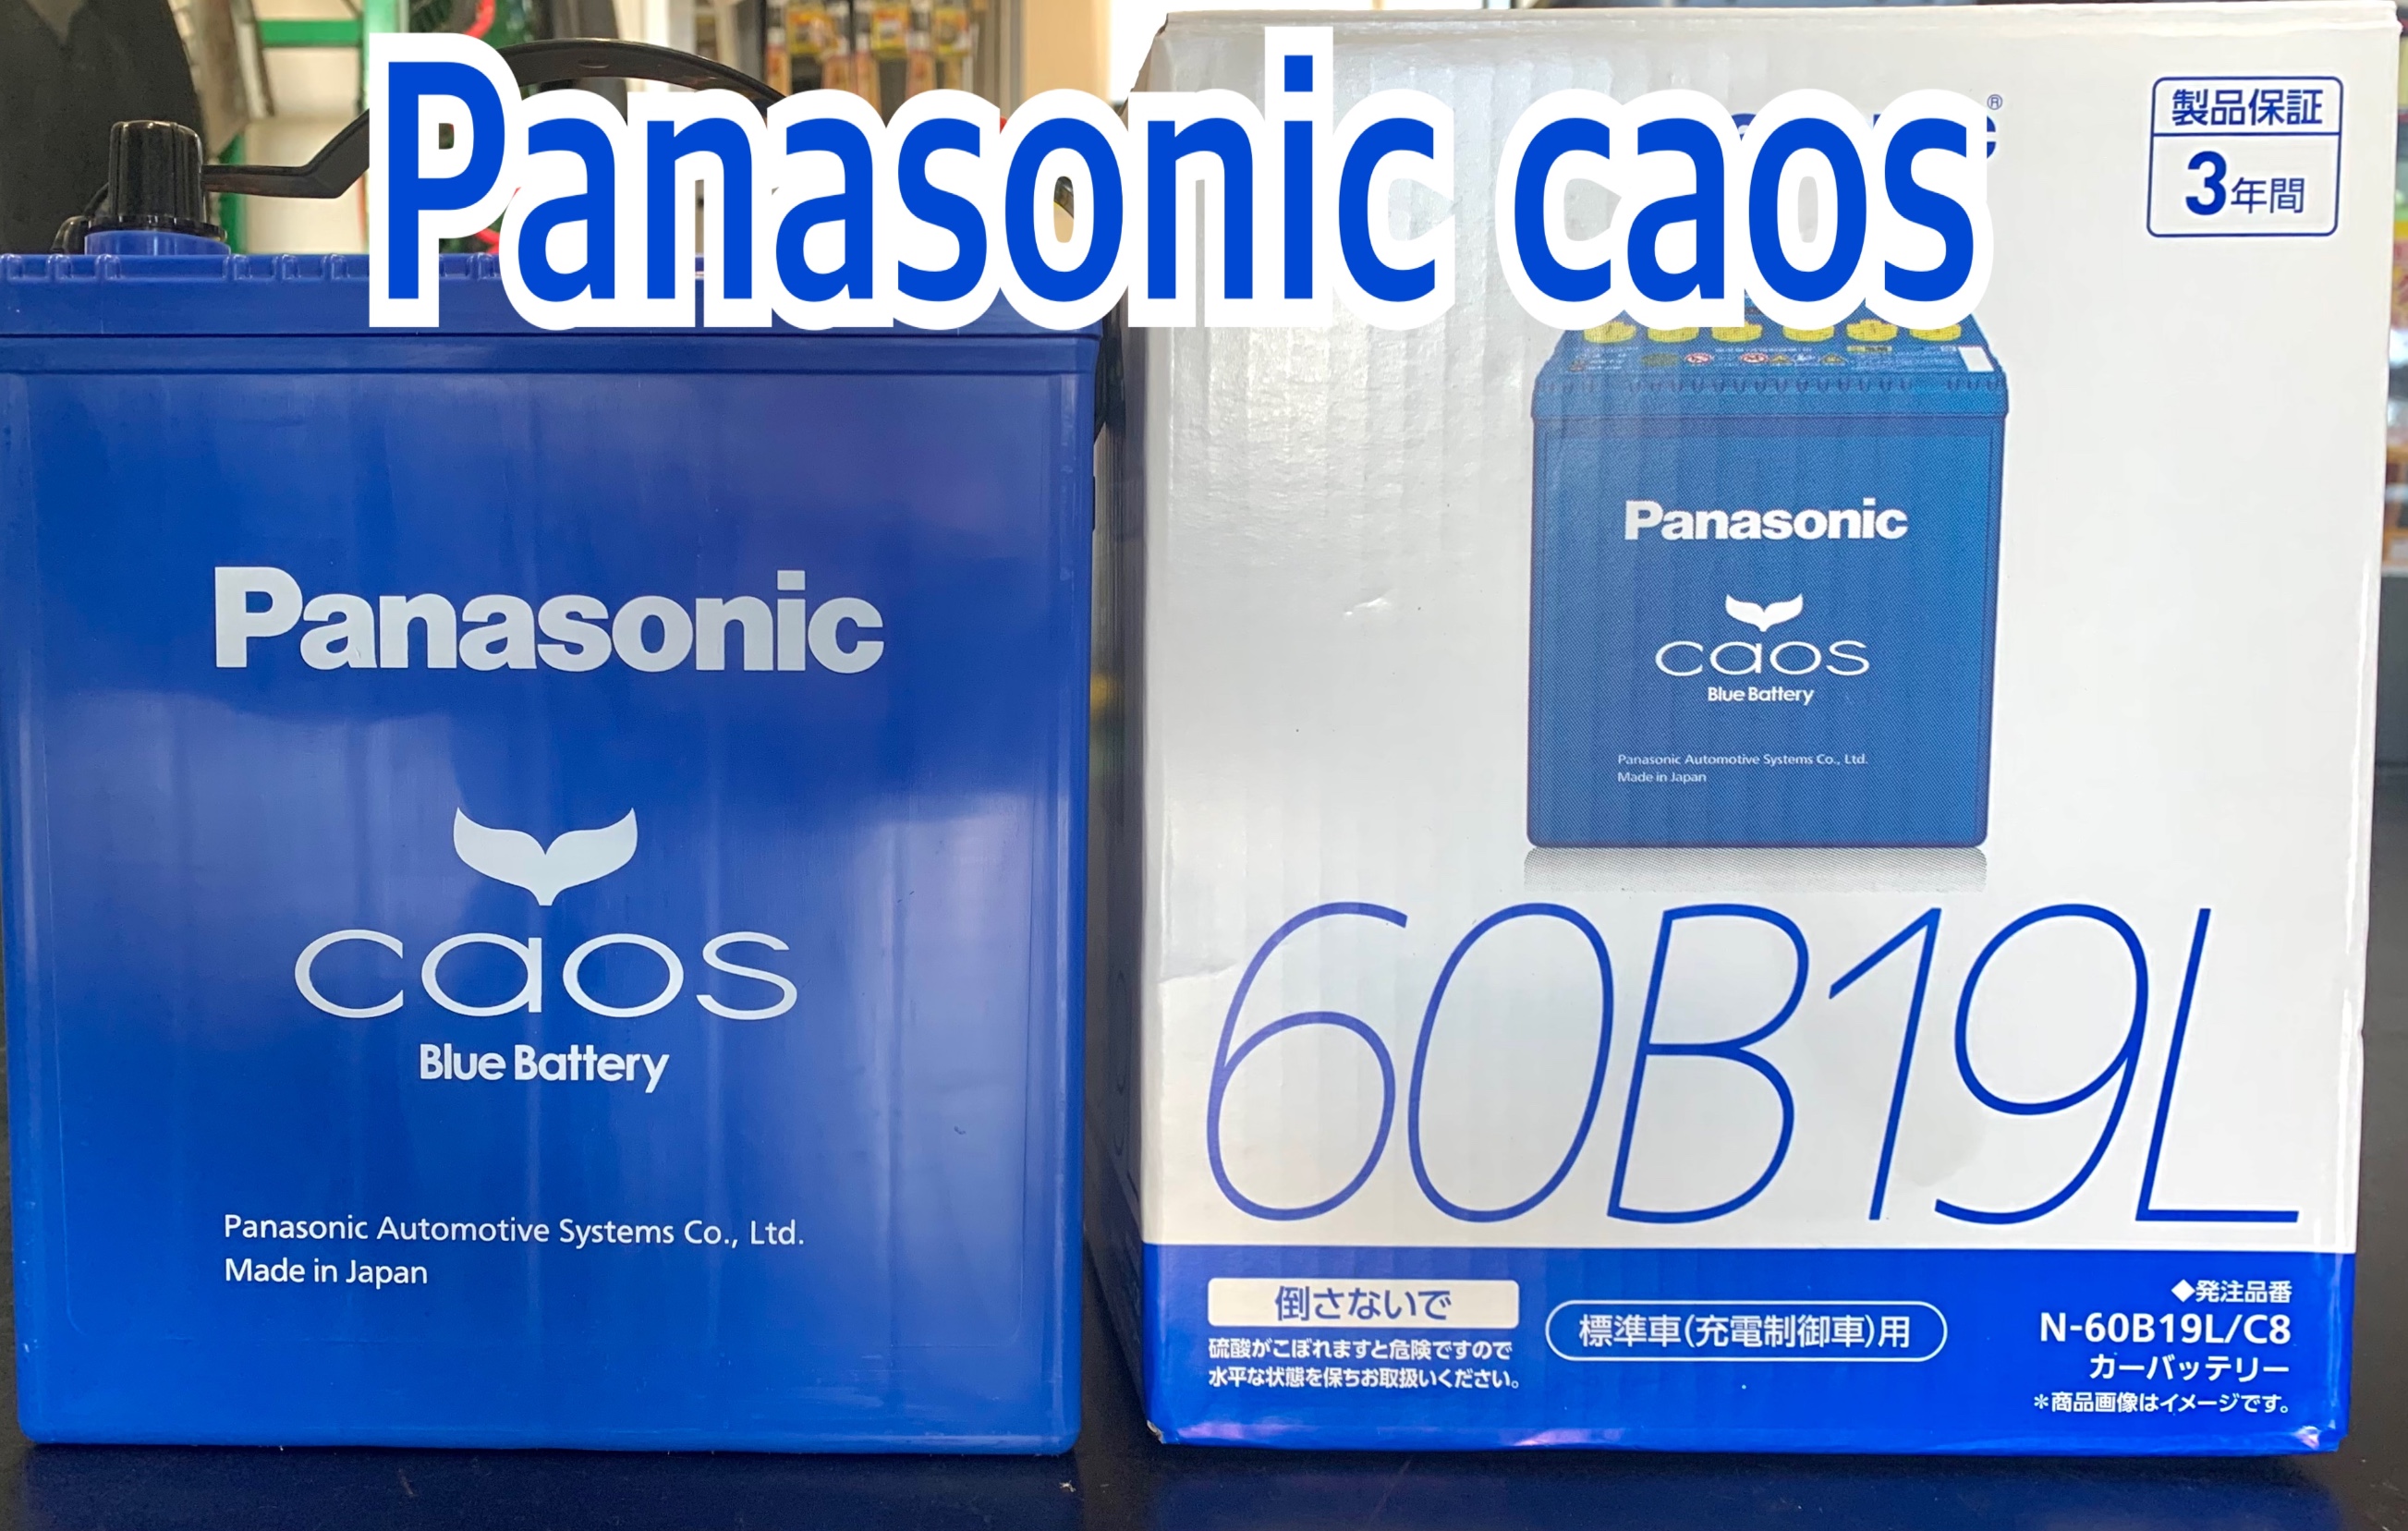 Panasonic caos
Panasonic
caos
Blue Battery
Panasonic Automotive Systems Co., Ltd.
Made in Japan
®
製品保証
3年間
Panasonic
caos
Blue Battery
Panasonic Automotive Systems Co., Ltd.
Made in Japan
60B19L
倒さないで
硫酸がこぼれますと危険ですので
水平な状態を保ちお取扱いください。
標準車(充電制御車)用
◆発注品番
N-60B19L/C8
カーバッテリー
*商品画像はイメージです。